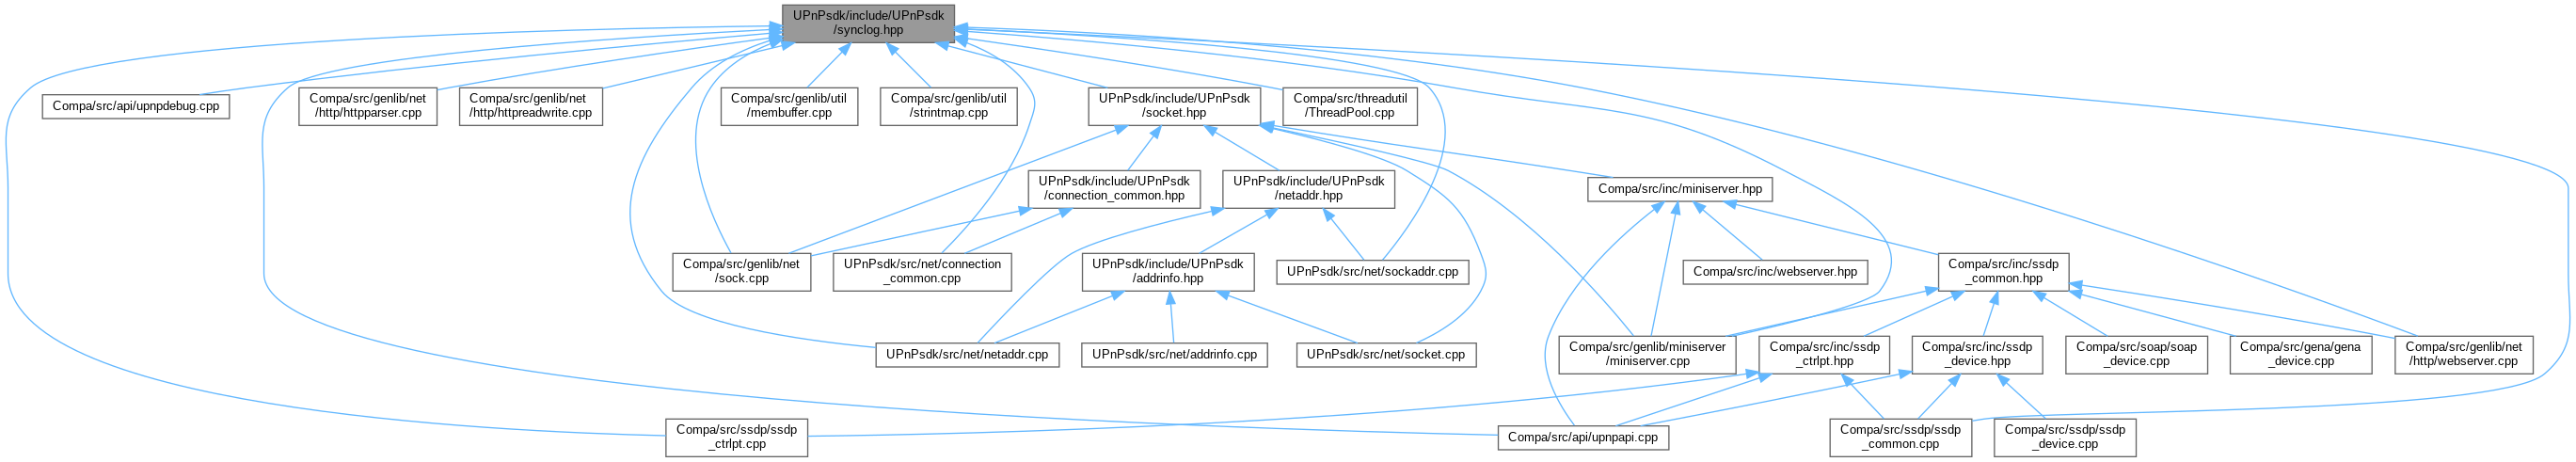 UPnPsdk/include/UPnPsdk
/synclog.hpp
Compa/src/api/upnpdebug.cpp
Compa/src/genlib/net
/http/httpparser.cpp
Compa/src/genlib/net
/http/httpreadwrite.cpp
Compa/src/genlib/util
/membuffer.cpp
Compa/src/genlib/util
/strintmap.cpp
UPnPsdk/include/UPnPsdk
/socket.hpp
Compa/src/threadutil
/ThreadPool.cpp
UPnPsdk/include/UPnPsdk
/connection_common.hpp
UPnPsdk/include/UPnPsdk
/netaddr.hpp
Compa/src/inc/miniserver.hpp
Compa/src/genlib/net
/sock.cpp
UPnPsdk/src/net/connection
_common.cpp
UPnPsdk/include/UPnPsdk
/addrinfo.hpp
UPnPsdk/src/net/sockaddr.cpp
Compa/src/inc/webserver.hpp
Compa/src/inc/ssdp
_common.hpp
UPnPsdk/src/net/netaddr.cpp
UPnPsdk/src/net/addrinfo.cpp
UPnPsdk/src/net/socket.cpp
Compa/src/genlib/miniserver
/miniserver.cpp
Compa/src/inc/ssdp
_ctrlpt.hpp
Compa/src/inc/ssdp
_device.hpp
Compa/src/soap/soap
_device.cpp
Compa/src/gena/gena
_device.cpp
Compa/src/genlib/net
/http/webserver.cpp
Compa/src/ssdp/ssdp
_ctrlpt.cpp
Compa/src/api/upnpapi.cpp
Compa/src/ssdp/ssdp
_common.cpp
Compa/src/ssdp/ssdp
_device.cpp